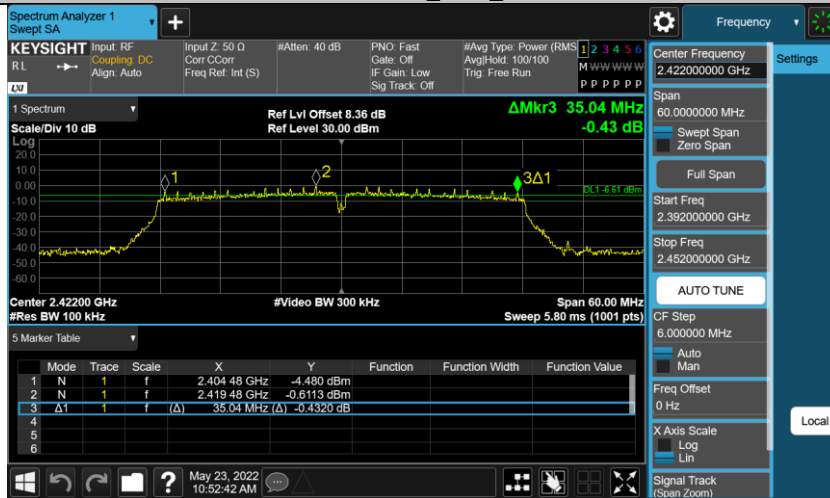 Spectrum Analyzer 1
Swept SA
+
Frequency
KEYSIGHT
R L
LXI
Input: RF
Coupling: DC
Align: Auto
Input Z: 50 Ω
Corr CCorr
Freq Ref: Int (S)
#Atten: 40 dB
PNO: Fast
Gate: Off
IF Gain: Low
Sig Track: Off
#Avg Type: Power (RMS
Avg|Hold: 100/100
Trig: Free Run
1 2 3 4 5 6
M W W W W W
P P P P P P
1 Spectrum
Scale/Div 10 dB
Ref Lvl Offset 8.36 dB
Ref Level 30.00 dBm
ΔMkr3 35.04 MHz
-0.43 dB
Log
20.0
10.0
0.00
-10.0
-20.0
-30.0
-40.0
-50.0
-60.0
1
2
3Δ1
DL1 -6.61 dBm
Center 2.42200 GHz
#Video BW 300 kHz
Span 60.00 MHz
#Res BW 100 kHz
Sweep 5.80 ms (1001 pts)
5 Marker Table
Mode Trace Scale X Y Function Function Width Function Value
1 N 1 f 2.404 48 GHz -4.480 dBm
2 N 1 f 2.419 48 GHz -0.6113 dBm
3 Δ1 1 f (Δ) 35.04 MHz (Δ) -0.4320 dB
4
5
6
?
May 23, 2022
10:52:42 AM
Center Frequency
2.422000000 GHz
Span
60.0000000 MHz
Swept Span
Zero Span
Full Span
Start Freq
2.392000000 GHz
Stop Freq
2.452000000 GHz
AUTO TUNE
CF Step
6.000000 MHz
Auto
Man
Freq Offset
0 Hz
X Axis Scale
Log
Lin
Signal Track
(Span Zoom)
Settings
Local